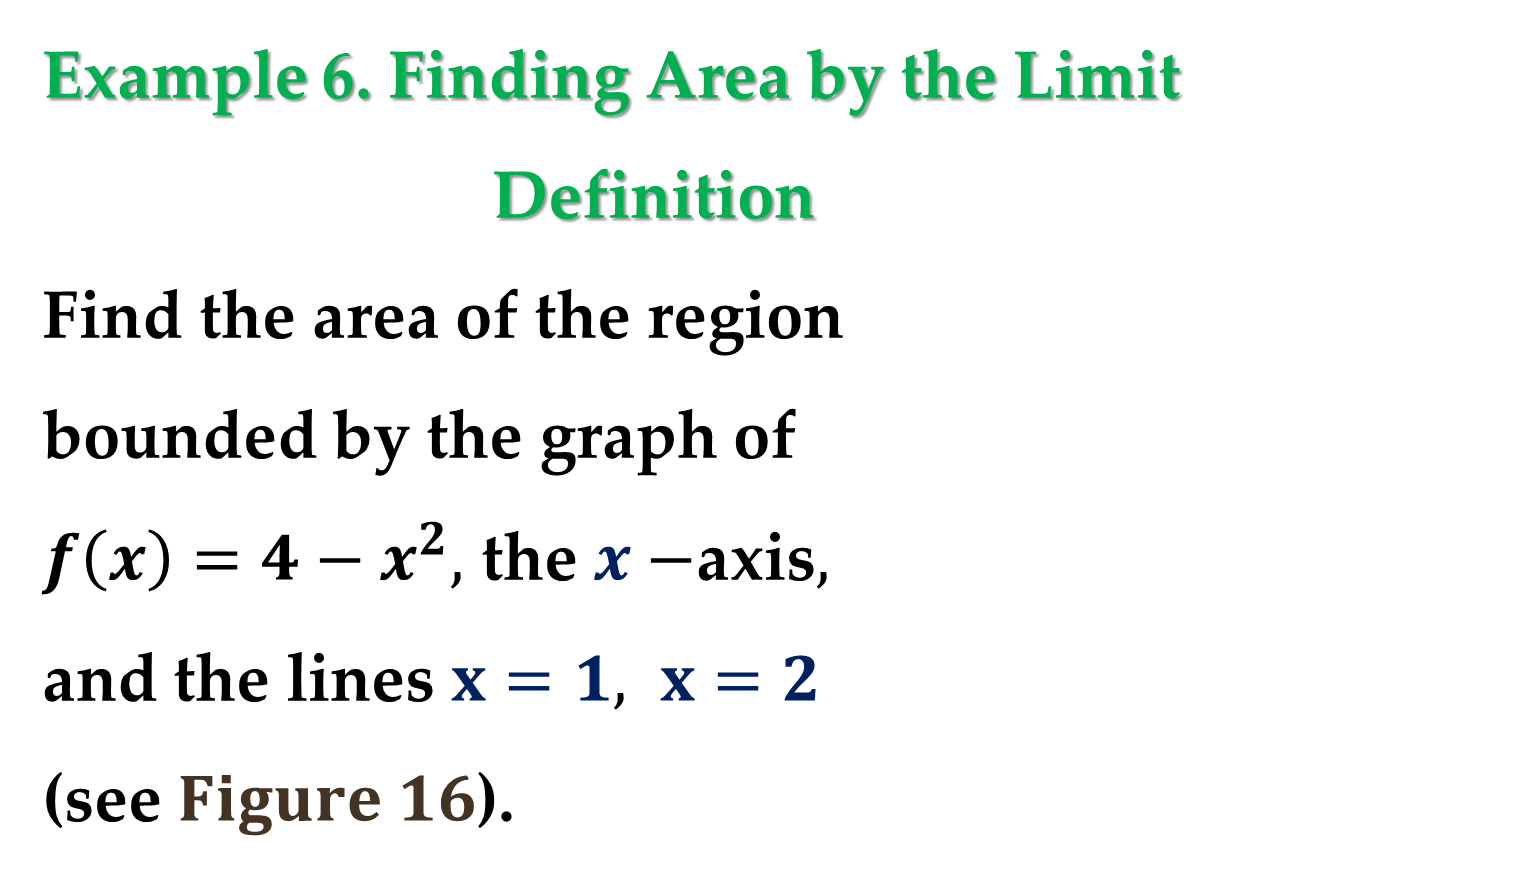 Example 6. Finding Area by the Limit
Definition
Find the area of the region
bounded by the graph of
f(x) = 4 − x², the x −axis,
and the lines x = 1, x = 2
(see Figure 16).